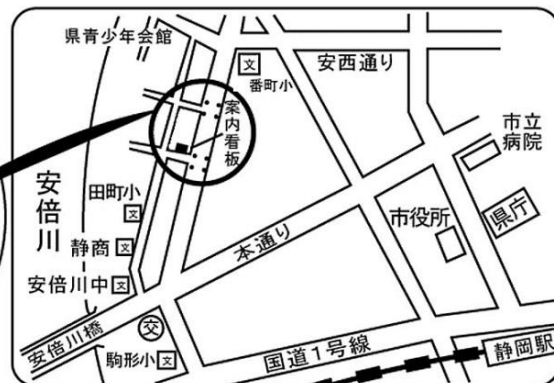 県青少年会館
文
番町小
安西通り
案内看板
市立
病院
安倍川
田町小
文
静商
文
安倍川中
文
本通り
市役所
県庁
安倍川橋
交
駒形小
文
国道1号線
静岡駅